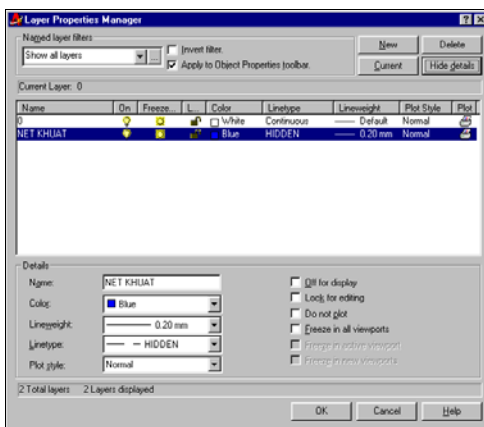 Layer Properties Manager
Named layer filters
Show all layers
...
Invert filter.
Apply to Object Properties toolbar.
New
Delete
Current
Hide details
Current Layer: 0
Name On Freeze... L... Color Linetype Lineweight Plot Style Plot
0 White Continuous Default Normal
NET KHUAT Blue HIDDEN 0.20 mm Normal
Details
Name: NET KHUAT
Color: Blue
Lineweight: 0.20 mm
Linetype: HIDDEN
Plot style: Normal
Off for display
Lock for editing
Do not plot
Freeze in all viewports
Freeze in active viewport
Freeze in new viewports
2 Total layers 2 Layers displayed
OK
Cancel
Help